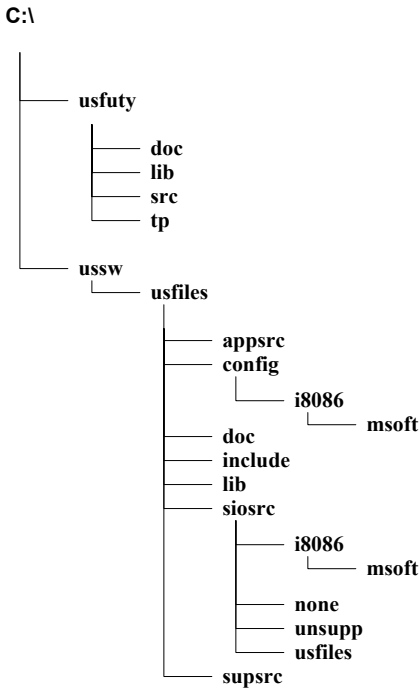 C:\
usfuty
doc
lib
src
tp
ussw
usfiles
appsrc
config
i8086
msoft
doc
include
lib
siosrc
i8086
msoft
none
unsupp
usfiles
supsrc